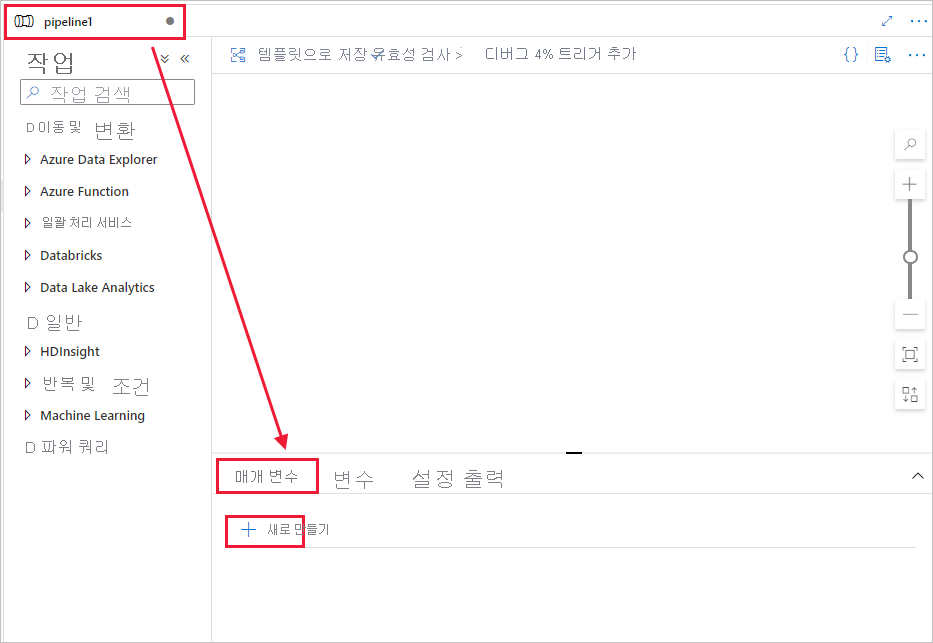 pipeline1
작업
템플릿으로 저장 유효성 검사 디버그 4% 트리거 추가
작업 검색
D 이동 및 변환
Azure Data Explorer
Azure Function
일괄 처리 서비스
Databricks
Data Lake Analytics
D 일반
HDInsight
반복 및 조건
Machine Learning
D 파워 쿼리
매개 변수 변수 설정 출력
새로 만들기